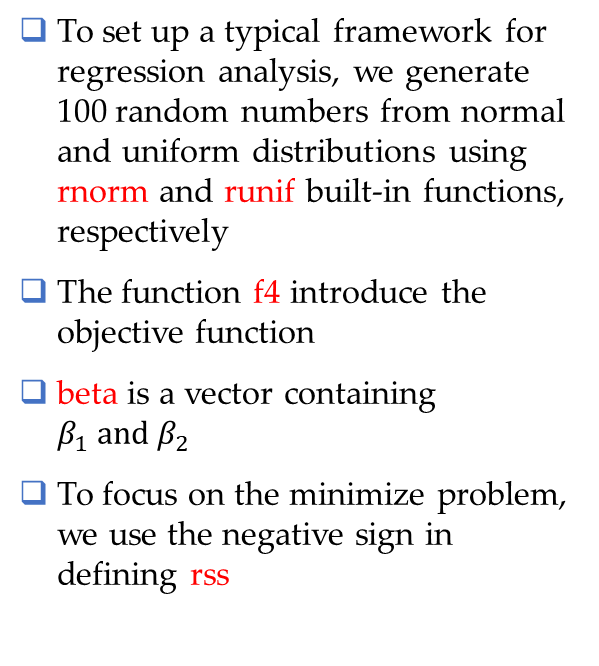 To set up a typical framework for
regression analysis, we generate
100 random numbers from normal
and uniform distributions using
rnorm and runif built-in functions,
respectively
The function f4 introduce the
objective function
beta is a vector containing
β₁ and β₂
To focus on the minimize problem,
we use the negative sign in
defining rss